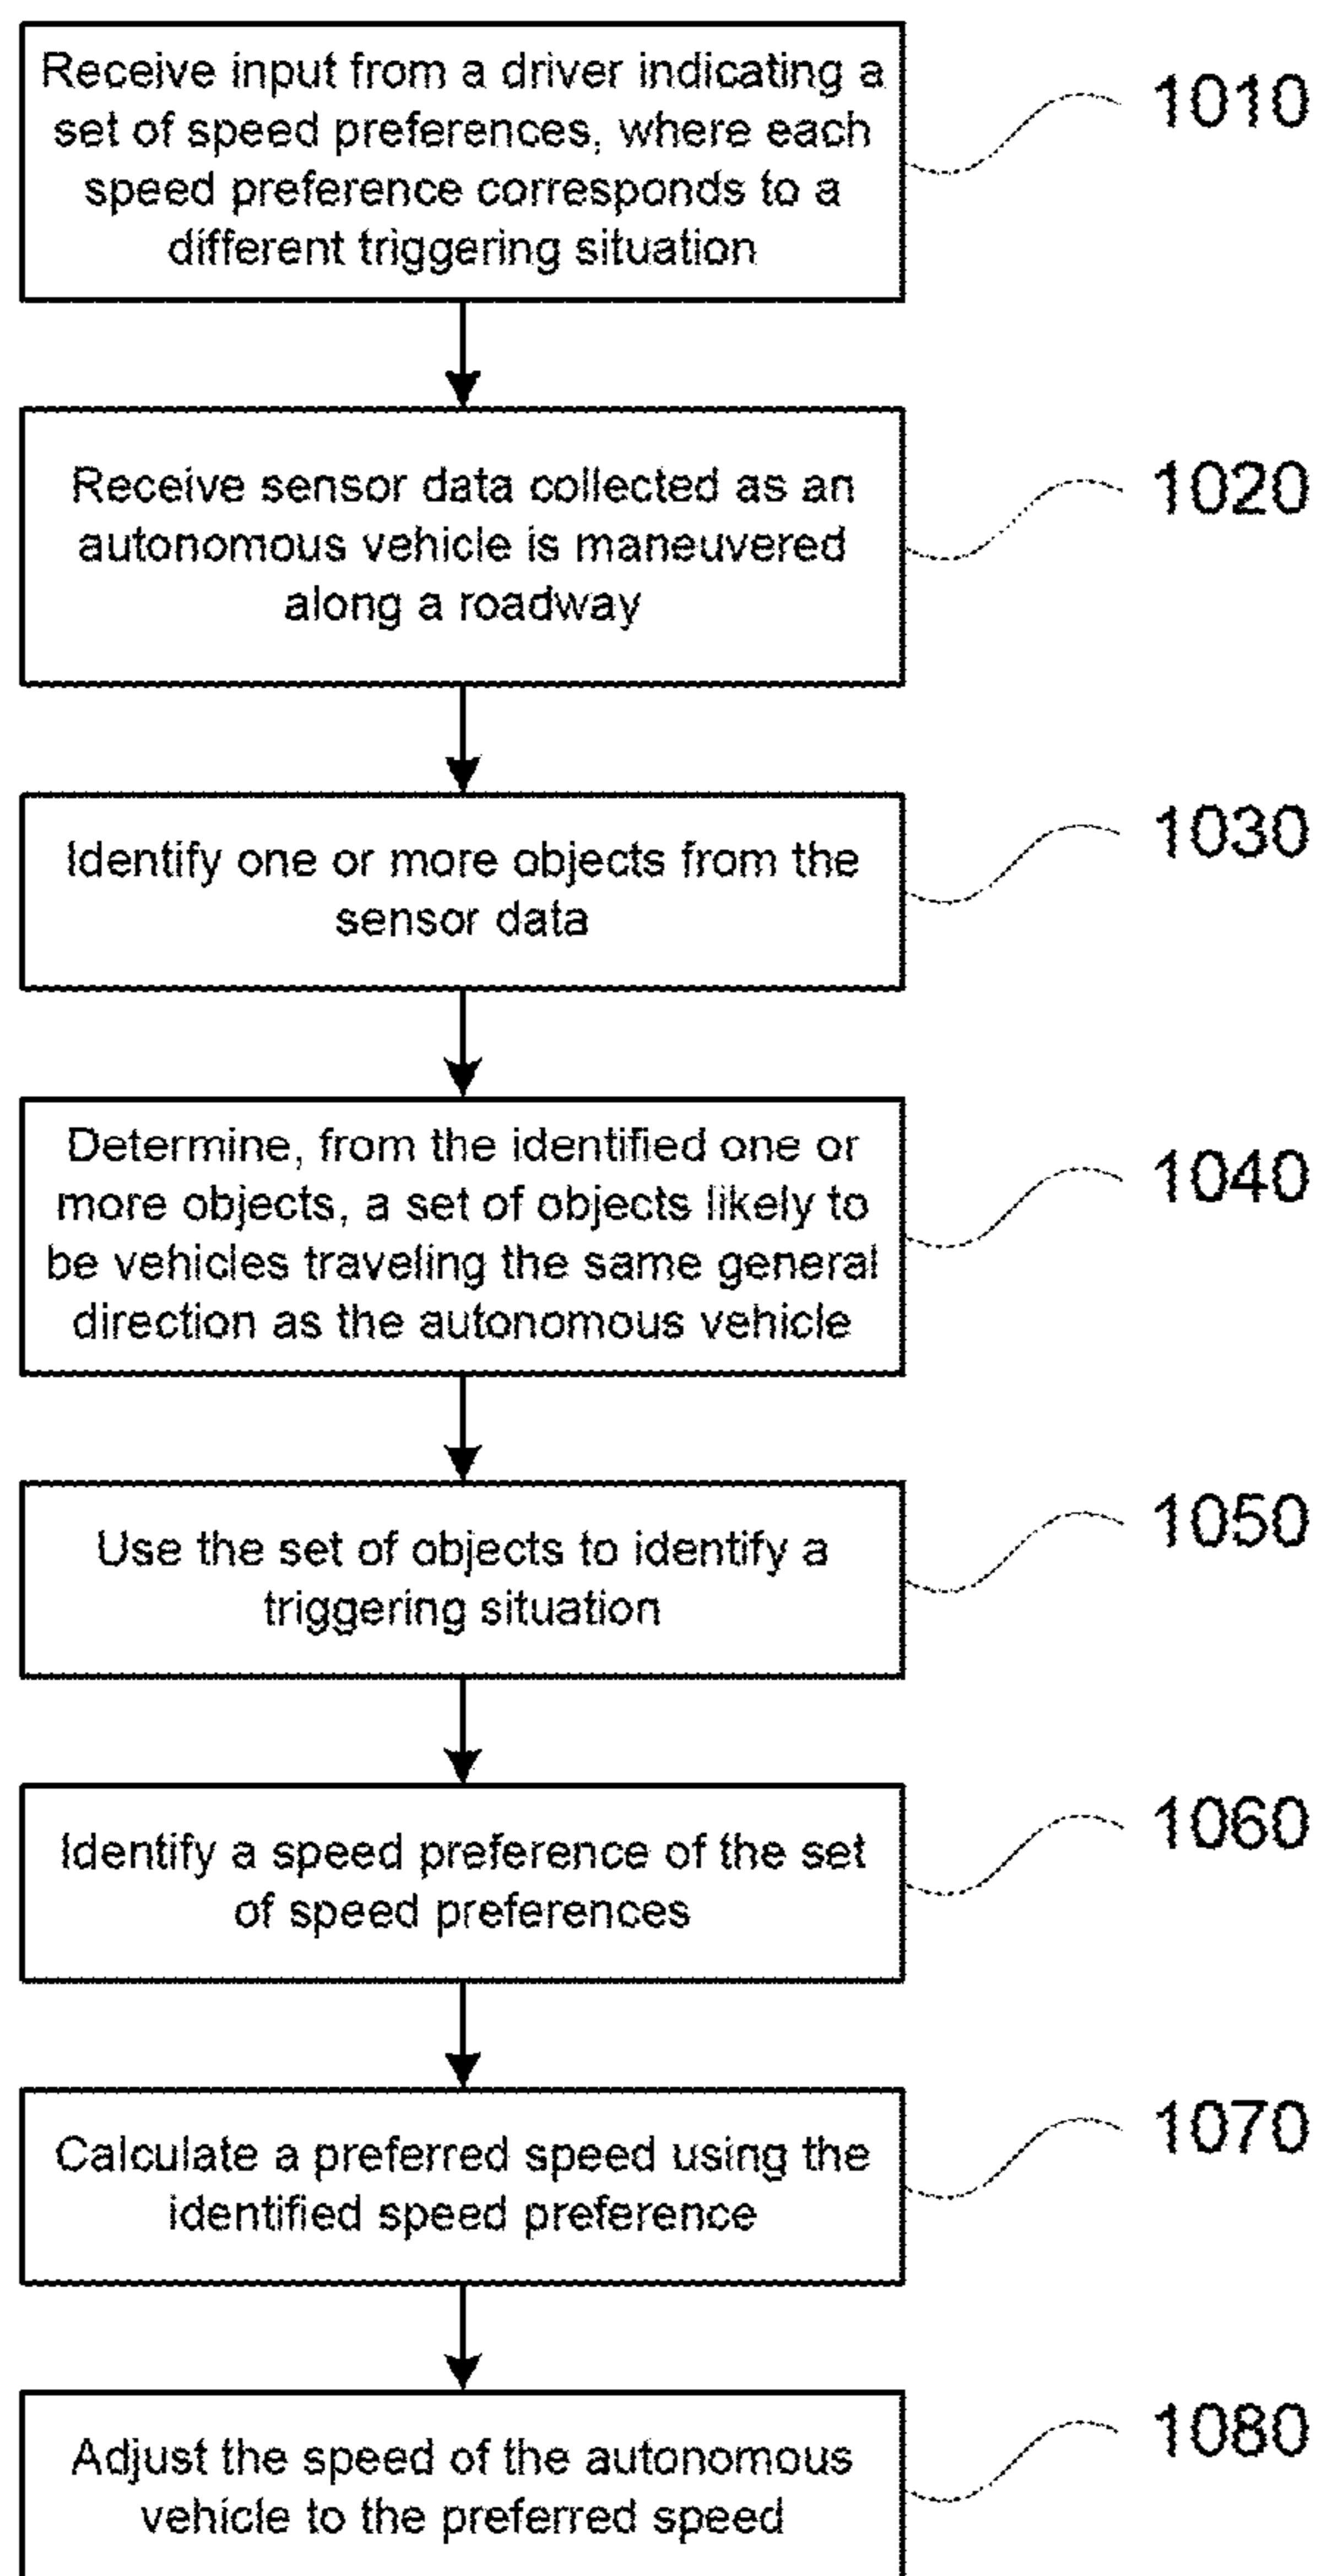 Receive input from a driver indicating a
set of speed preferences, where each
speed preference corresponds to a
different triggering situation
1010
Receive sensor data collected as an
autonomous vehicle is maneuvered
along a roadway
1020
Identify one or more objects from the
sensor data
1030
Determine, from the identified one or
more objects, a set of objects likely to
be vehicles traveling the same general
direction as the autonomous vehicle
1040
Use the set of objects to identify a
triggering situation
1050
Identify a speed preference of the set
of speed preferences
1060
Calculate a preferred speed using the
identified speed preference
1070
Adjust the speed of the autonomous
vehicle to the preferred speed
1080